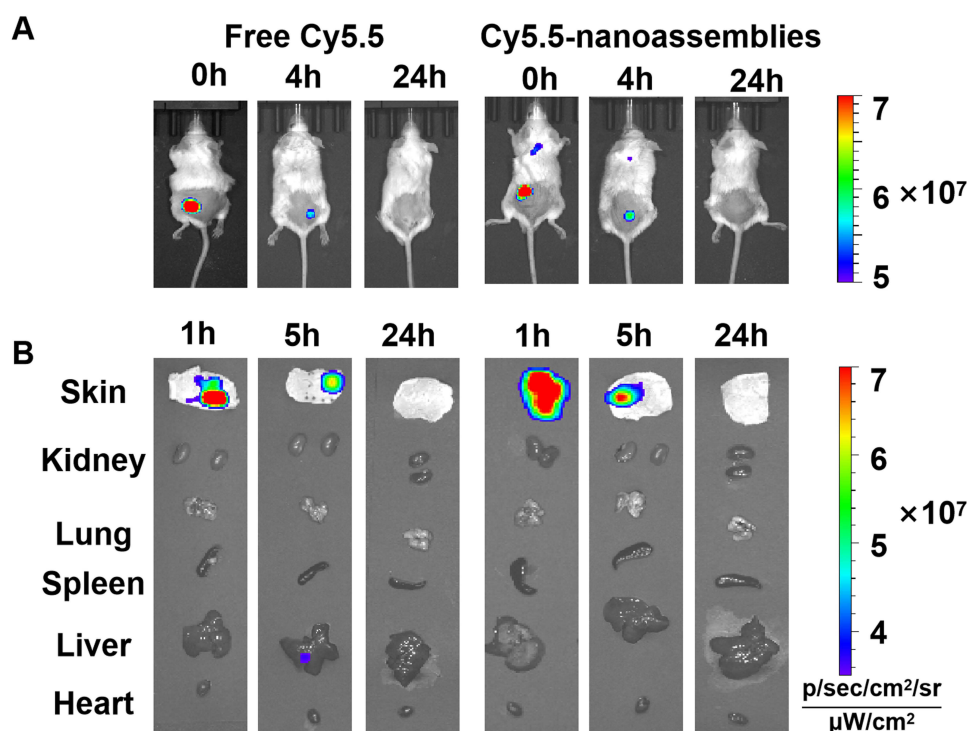 A
Free Cy5.5 Cy5.5-nanoassemblies
0h 4h 24h 0h 4h 24h
7
6 ×10⁷
5
B
1h 5h 24h 1h 5h 24h
Skin
Kidney
Lung
Spleen
Liver
Heart
7
6
×10⁷
5
4
p/sec/cm²/sr
µW/cm²